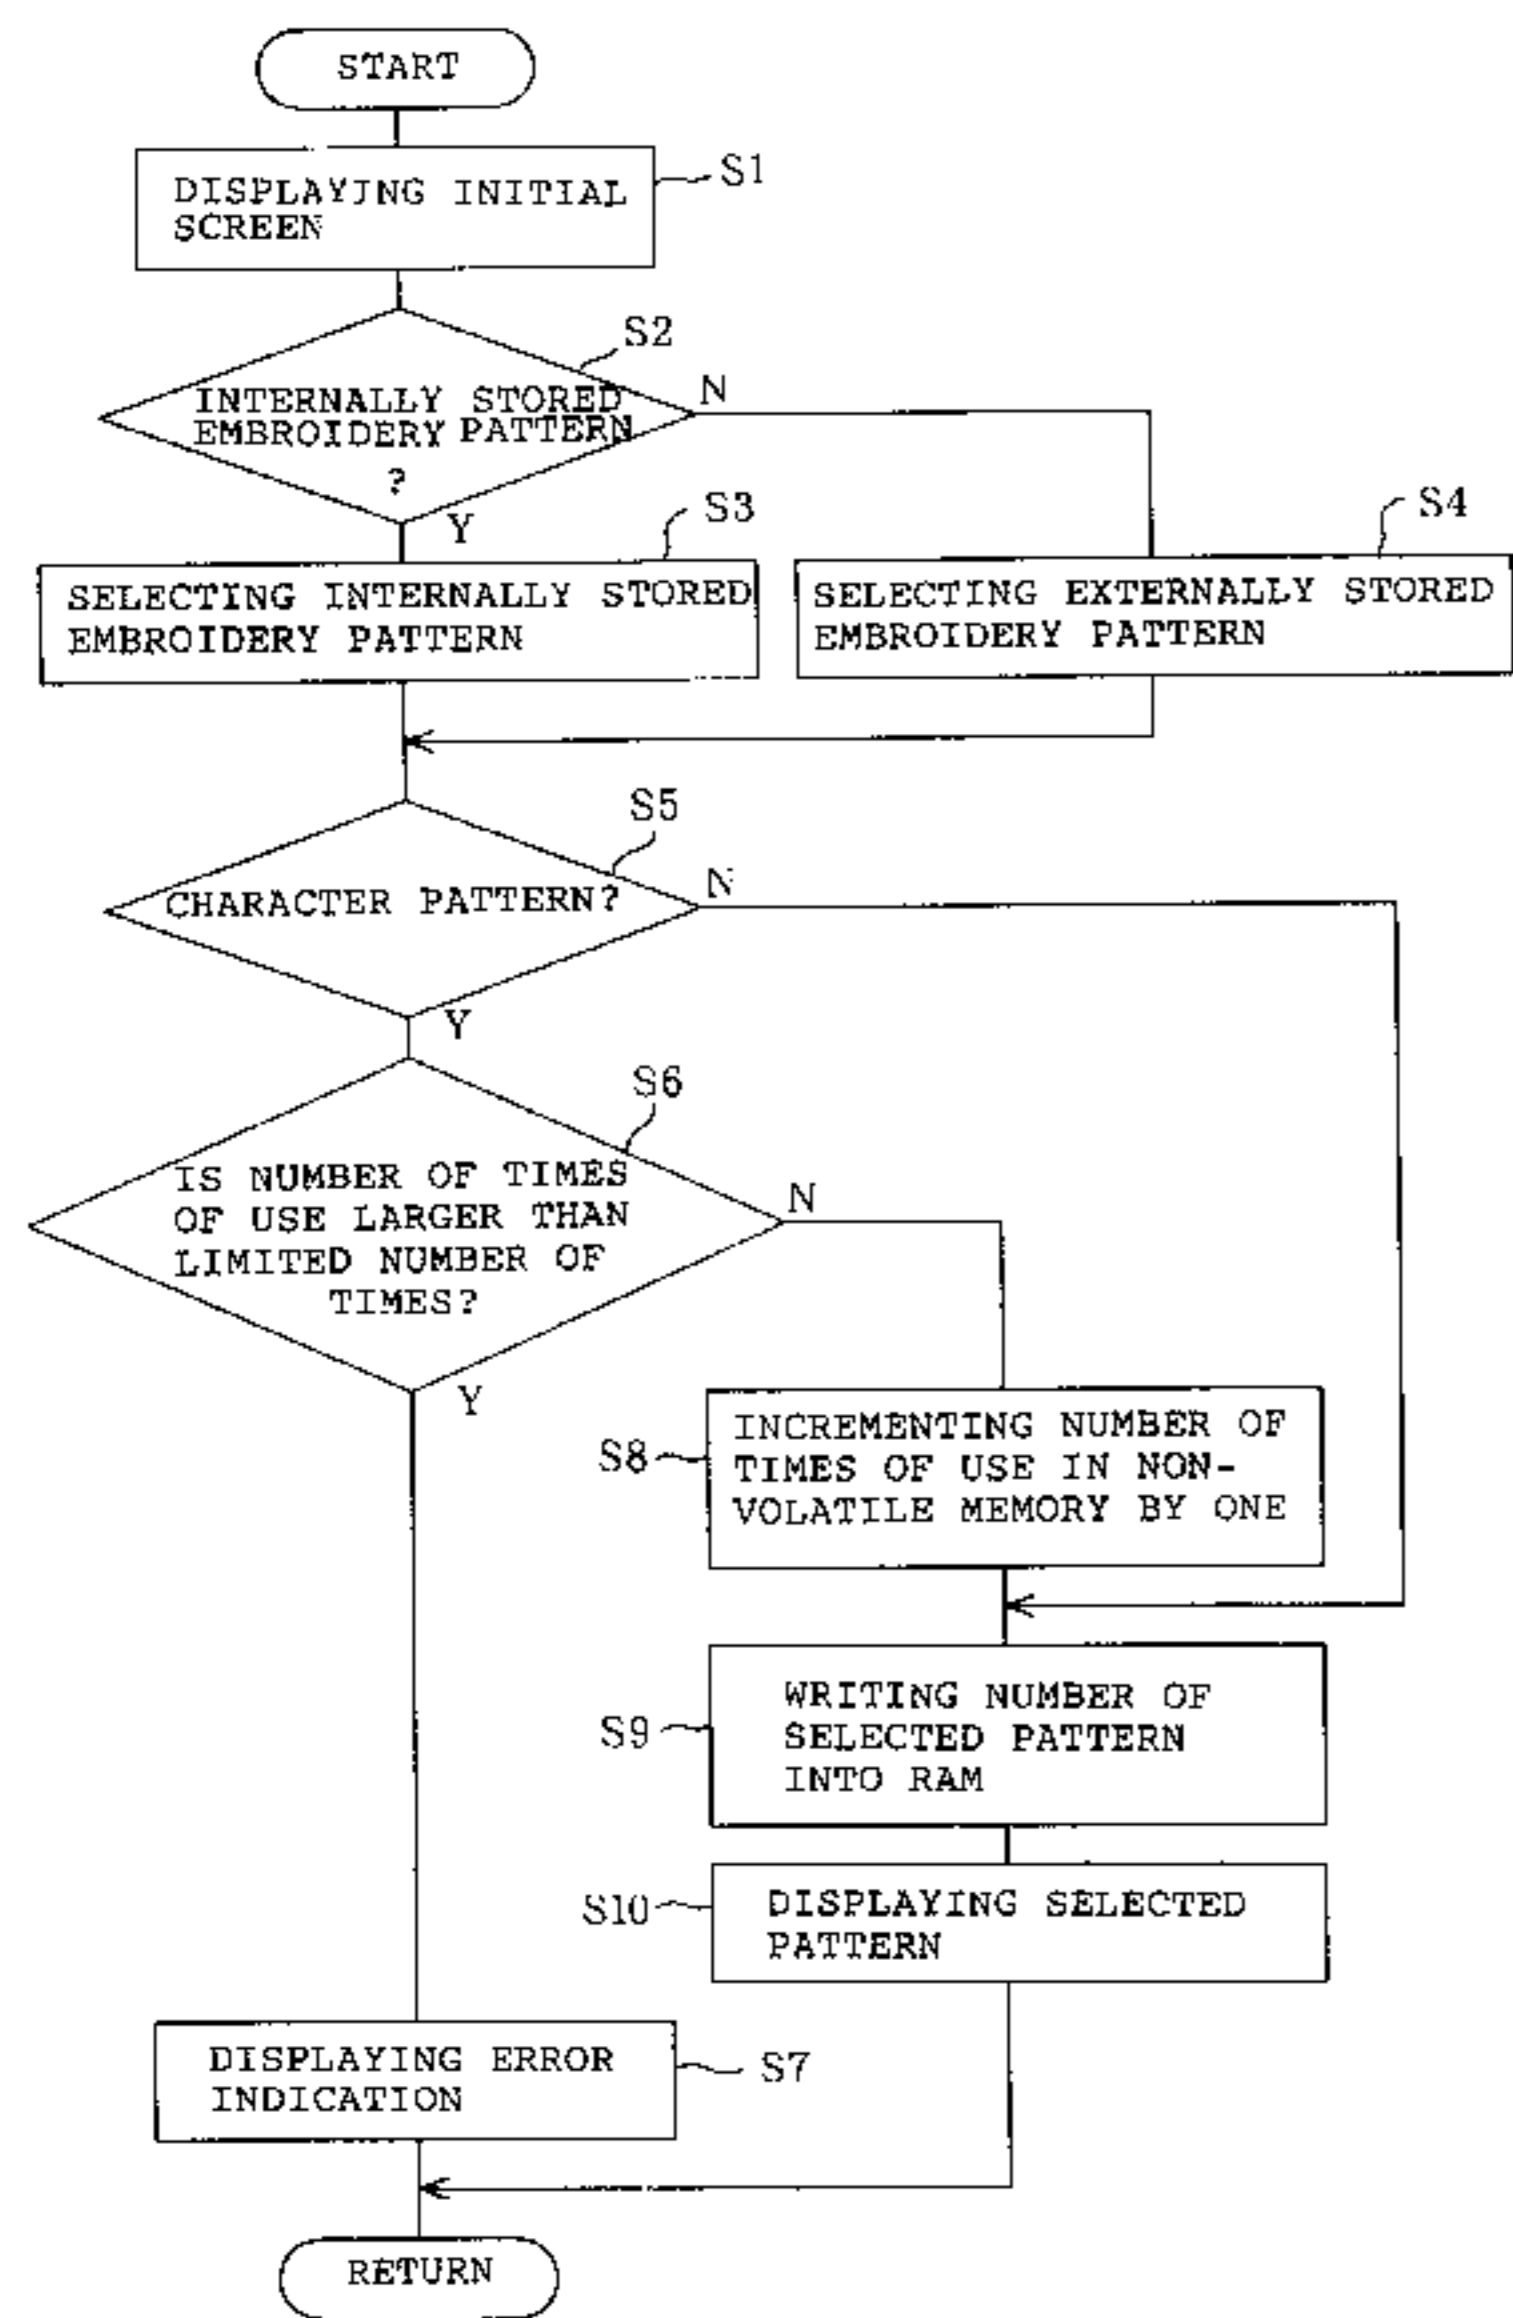 START
DISPLAYING INITIAL
SCREEN
S1
S2
INTERNALLY STORED
EMBROIDERY PATTERN
?
N
Y
S3
SELECTING INTERNALLY STORED
EMBROIDERY PATTERN
S4
SELECTING EXTERNALLY STORED
EMBROIDERY PATTERN
S5
CHARACTER PATTERN?
N
Y
S6
IS NUMBER OF TIMES
OF USE LARGER THAN
LIMITED NUMBER OF
TIMES?
N
Y
S8
INCREMENTING NUMBER OF
TIMES OF USE IN NON-
VOLATILE MEMORY BY ONE
S9
WRITING NUMBER OF
SELECTED PATTERN
INTO RAM
S10
DISPLAYING SELECTED
PATTERN
DISPLAYING ERROR
INDICATION
S7
RETURN